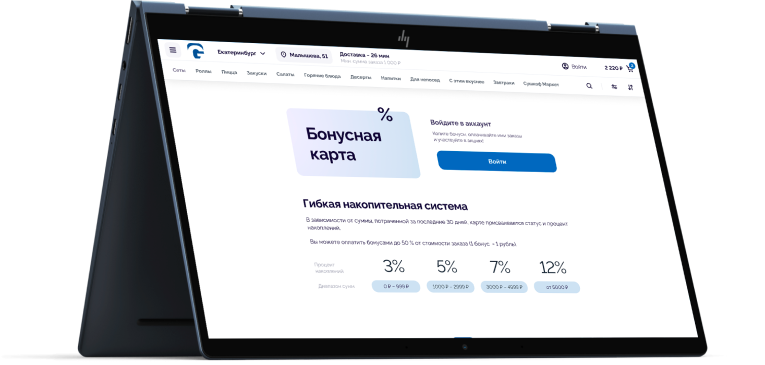 Екатеринбург
Малышева, 51
Доставка ~ 26 мин
Мин. сумма заказа 1 000 ₽
Войти
2 220 ₽
Сеты Роллы Пицца Закуски Салаты Горячие блюда Десерты Напитки Для компаний С этим вкуснее Завтраки Сушкоф Маркет
%
Бонусная
карта
Войдите в аккаунт
Копите бонусы, оплачивайте ими заказы
и участвуйте в акциях!
Войти
Гибкая накопительная система
В зависимости от суммы, потраченной за последние 30 дней, карте присваивается статус и процент
накопления.
Вы можете оплатить бонусами до 50 % от стоимости заказа (1 бонус = 1 рубль).
Процент
накоплений
3% 5% 7% 12%
Диапазон сумм
0 ₽ – 999 ₽ 1000 ₽ – 2999 ₽ 3000 ₽ – 4999 ₽ от 5000 ₽